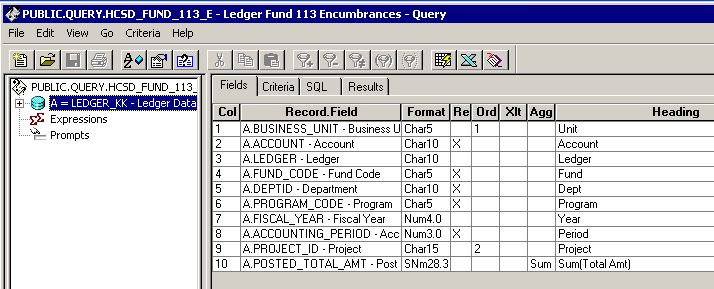 PUBLIC.QUERY.HCSD_FUND_113_E - Ledger Fund 113 Encumbrances - Query
File Edit View Go Criteria Help
PUBLIC.QUERY.HCSD_FUND_113_
A = LEDGER_KK - Ledger Data
Expressions
Prompts
Fields Criteria SQL Results
Col Record.Field Format Re Ord Xlt Agg Heading
1 A.BUSINESS_UNIT - Business U Char5 1 Unit
2 A.ACCOUNT - Account Char10 X Account
3 A.LEDGER - Ledger Char10 Ledger
4 A.FUND_CODE - Fund Code Char5 X Fund
5 A.DEPTID - Department Char10 X Dept
6 A.PROGRAM_CODE - Program Char5 X Program
7 A.FISCAL_YEAR - Fiscal Year Num4.0 Year
8 A.ACCOUNTING_PERIOD - Acc Num3.0 X Period
9 A.PROJECT_ID - Project Char15 2 Project
10 A.POSTED_TOTAL_AMT - Post SNm28.3 Sum Sum(Total Amt)